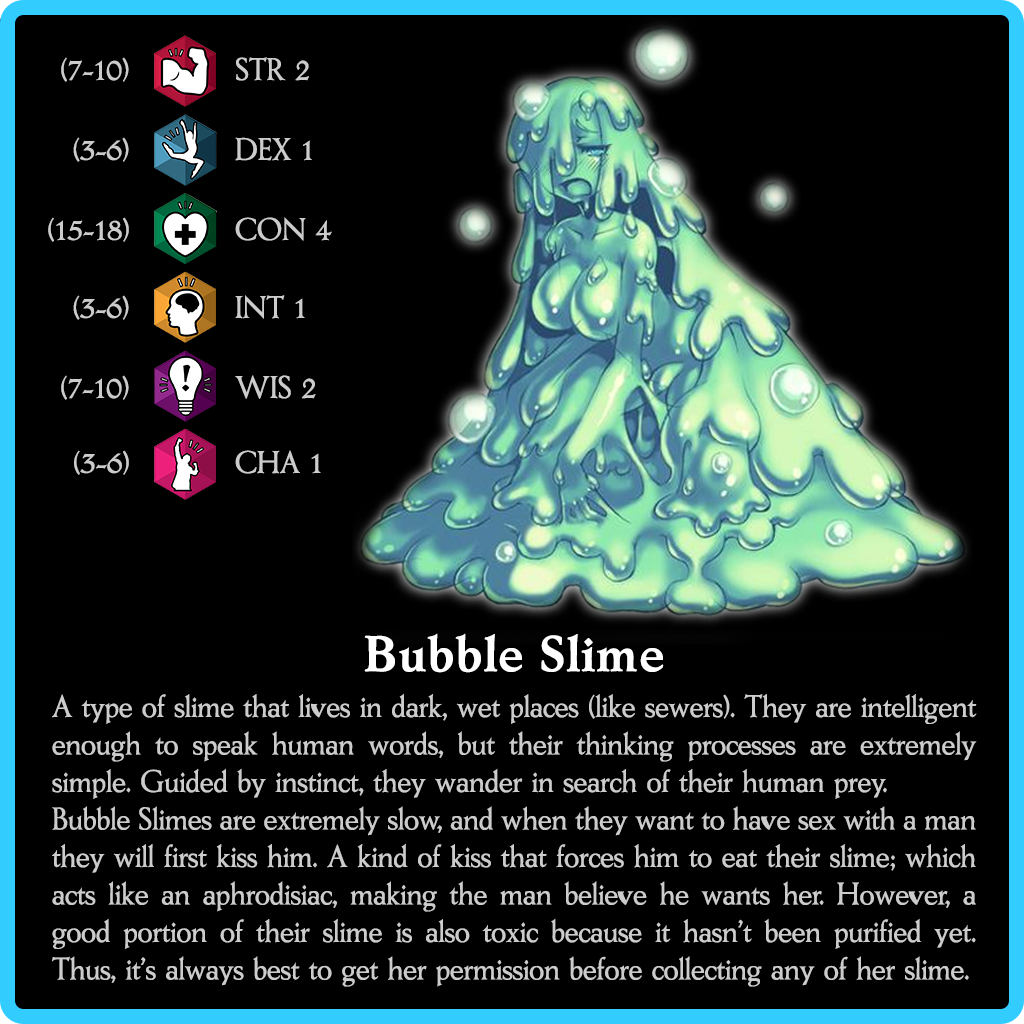 (7-10) STR 2
(3-6) DEX 1
(15-18) CON 4
(3-6) INT 1
(7-10) WIS 2
(3-6) CHA 1
Bubble Slime
A type of slime that lives in dark, wet places (like sewers). They are intelligent
enough to speak human words, but their thinking processes are extremely
simple. Guided by instinct, they wander in search of their human prey.
Bubble Slimes are extremely slow, and when they want to have sex with a man
they will first kiss him. A kind of kiss that forces him to eat their slime; which
acts like an aphrodisiac, making the man believe he wants her. However, a
good portion of their slime is also toxic because it hasn't been purified yet.
Thus, it's always best to get her permission before collecting any of her slime.